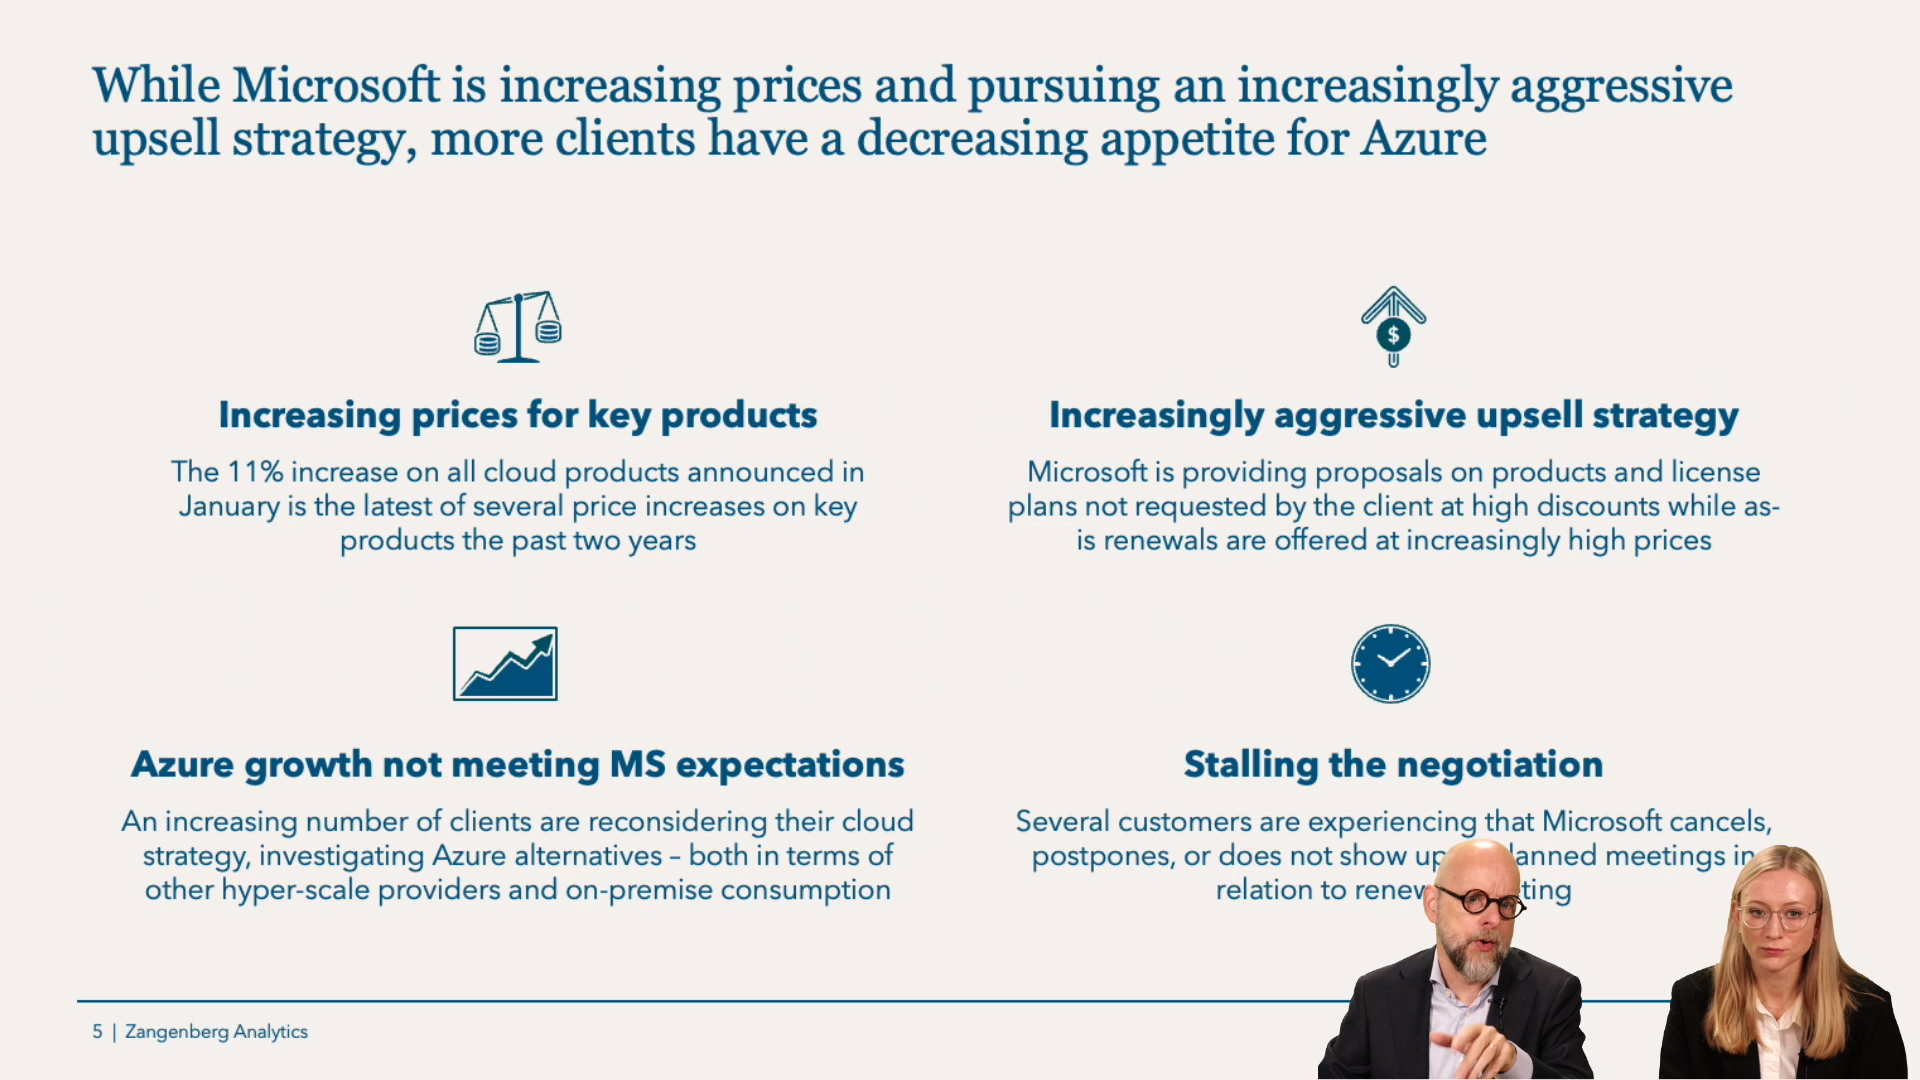 While Microsoft is increasing prices and pursuing an increasingly aggressive
upsell strategy, more clients have a decreasing appetite for Azure
$
Increasing prices for key products
The 11% increase on all cloud products announced in
January is the latest of several price increases on key
products the past two years
Increasingly aggressive upsell strategy
Microsoft is providing proposals on products and license
plans not requested by the client at high discounts while as-
is renewals are offered at increasingly high prices
Azure growth not meeting MS expectations
An increasing number of clients are reconsidering their cloud
strategy, investigating Azure alternatives – both in terms of
other hyper-scale providers and on-premise consumption
Stalling the negotiation
Several customers are experiencing that Microsoft cancels,
postpones, or does not show up meetings in
relation to
5 | Zangenberg Analytics